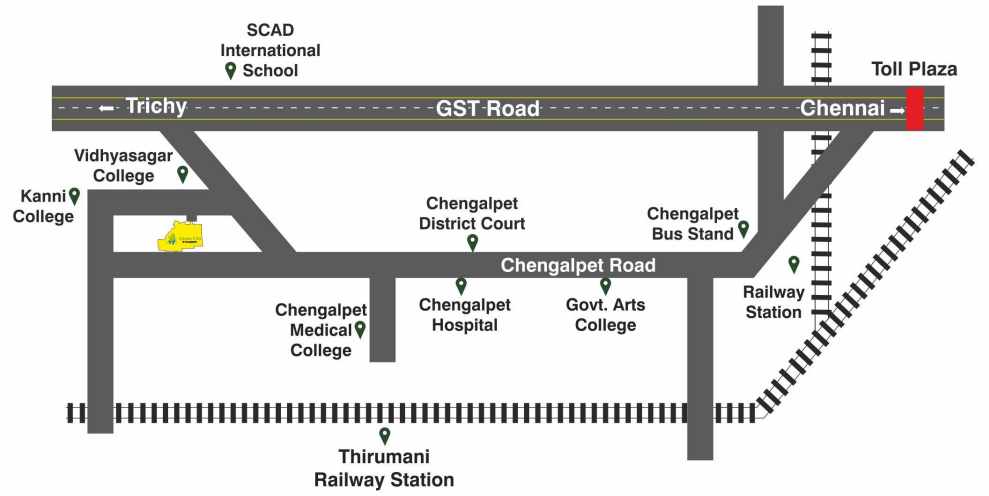 SCAD
International
School
Toll Plaza
Trichy
GST Road
Chennai
Vidhyasagar
College
Kanni
College
Chengalpet
District Court
Chengalpet
Bus Stand
Chengalpet Road
Railway
Station
Chengalpet
Medical
College
Chengalpet
Hospital
Govt. Arts
College
Thirumani
Railway Station